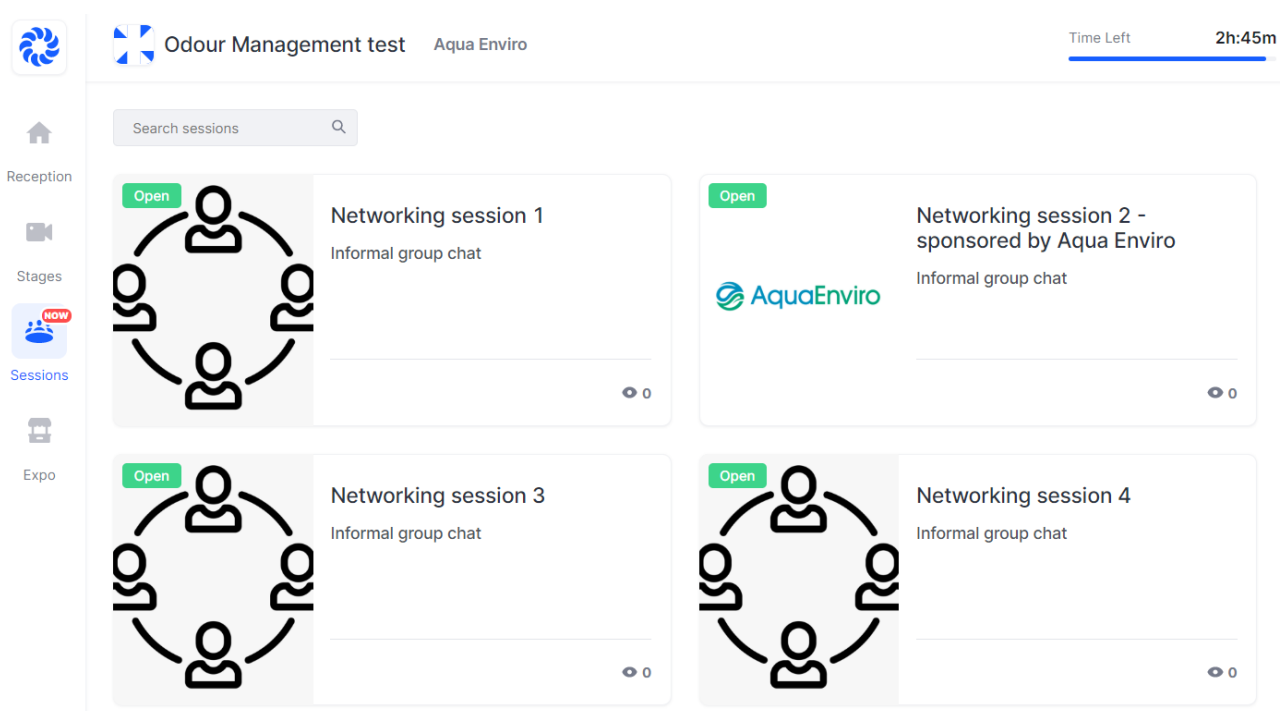 Odour Management test
Aqua Enviro
Time Left
2h:45m
Reception
Stages
NOW
Sessions
Expo
Search sessions
Open
Networking session 1
Informal group chat
0
Open
AquaEnviro
Networking session 2 -
sponsored by Aqua Enviro
Informal group chat
0
Open
Networking session 3
Informal group chat
0
Open
Networking session 4
Informal group chat
0